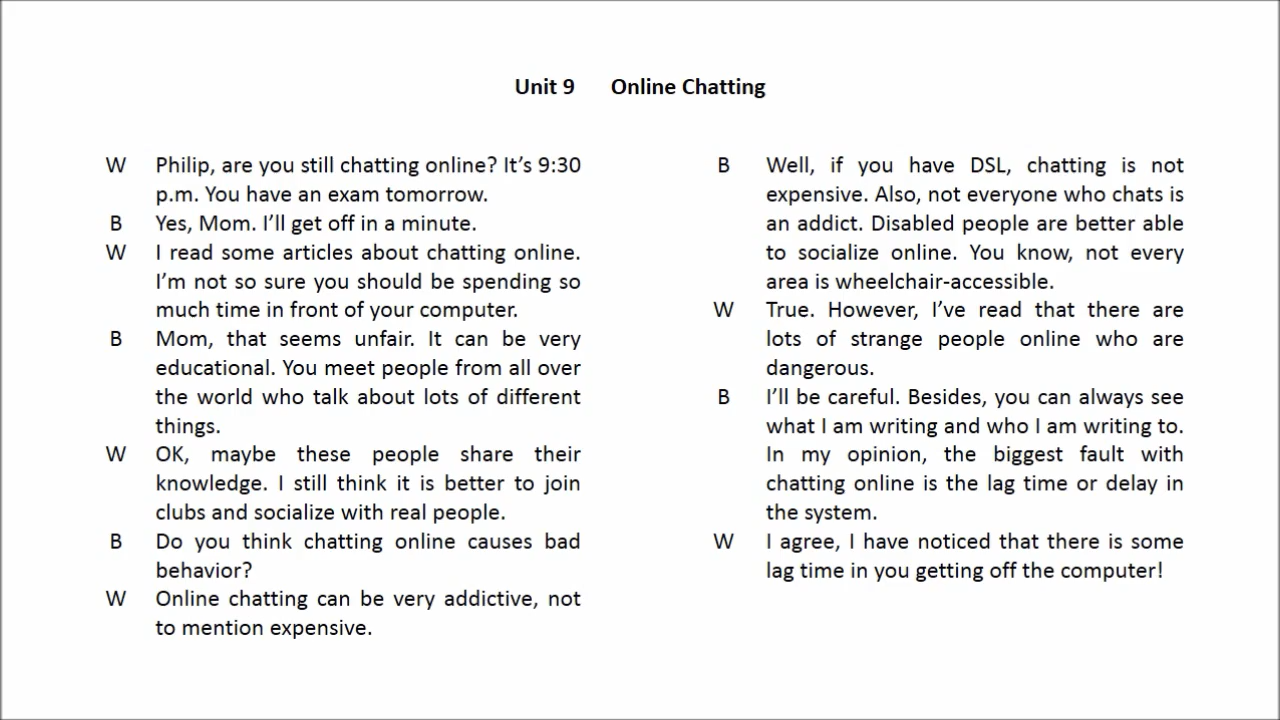 Unit 9 Online Chatting
W Philip, are you still chatting online? It's 9:30
p.m. You have an exam tomorrow.
B Yes, Mom. I'll get off in a minute.
W I read some articles about chatting online.
I'm not so sure you should be spending so
much time in front of your computer.
B Mom, that seems unfair. It can be very
educational. You meet people from all over
the world who talk about lots of different
things.
W OK, maybe these people share their
knowledge. I still think it is better to join
clubs and socialize with real people.
B Do you think chatting online causes bad
behavior?
W Online chatting can be very addictive, not
to mention expensive.
B Well, if you have DSL, chatting is not
expensive. Also, not everyone who chats is
an addict. Disabled people are better able
to socialize online. You know, not every
area is wheelchair-accessible.
W True. However, I've read that there are
lots of strange people online who are
dangerous.
B I'll be careful. Besides, you can always see
what I am writing and who I am writing to.
In my opinion, the biggest fault with
chatting online is the lag time or delay in
the system.
W I agree, I have noticed that there is some
lag time in you getting off the computer!